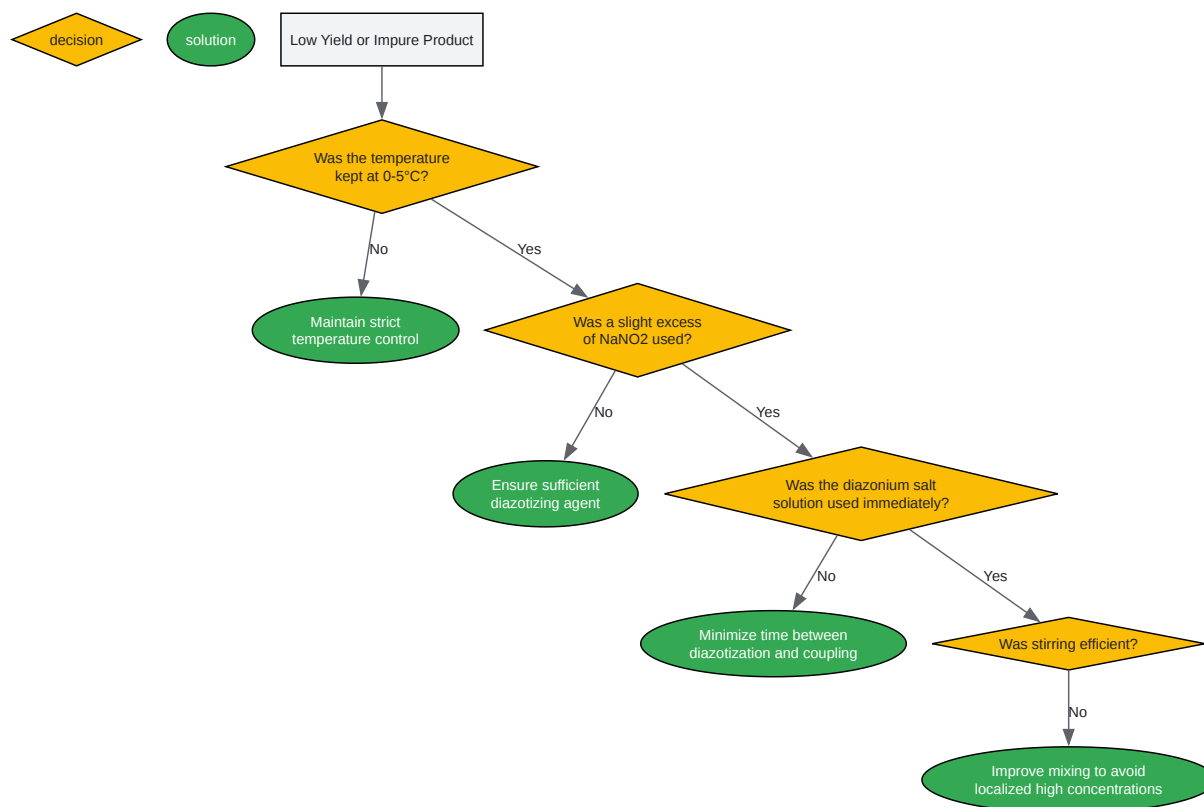 decision
solution
Low Yield or Impure Product
Was the temperature
kept at 0-5°C?
No
Yes
Maintain strict
temperature control
Was a slight excess
of NaNO2 used?
No
Yes
Ensure sufficient
diazotizing agent
Was the diazonium salt
solution used immediately?
No
Yes
Minimize time between
diazotization and coupling
Was stirring efficient?
No
Improve mixing to avoid
localized high concentrations